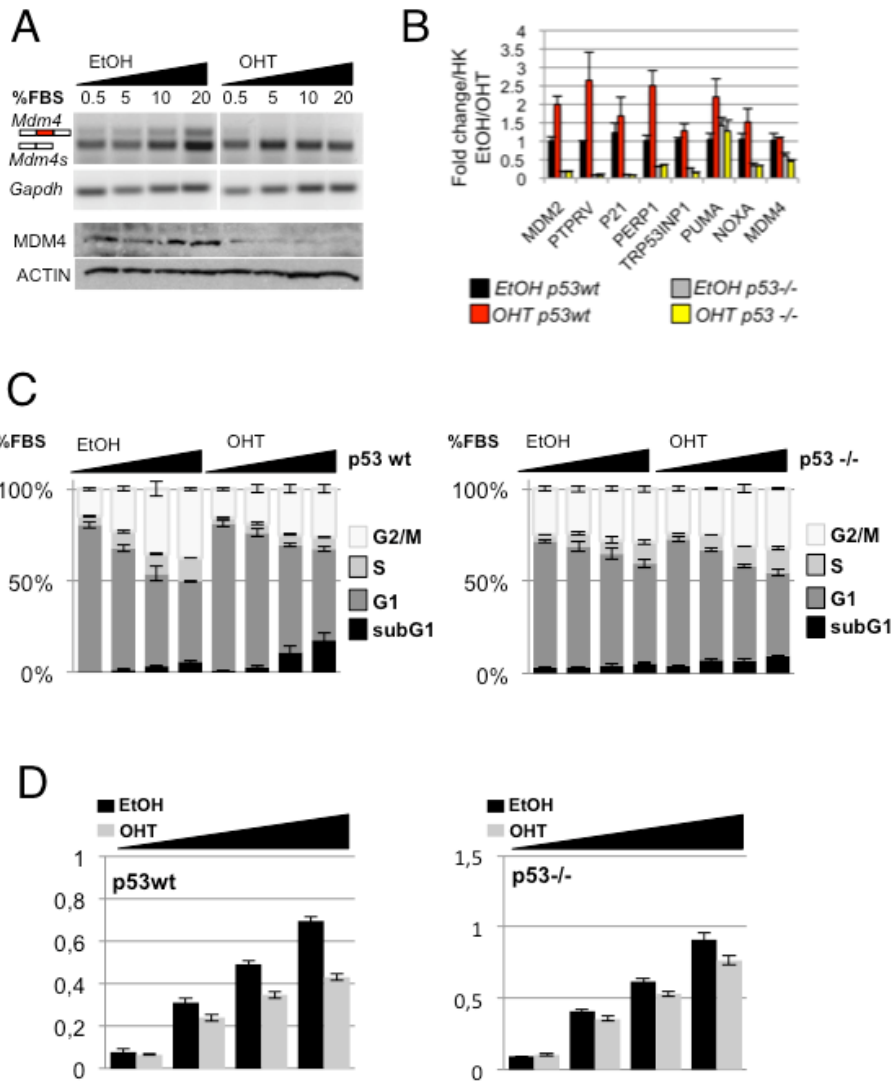 A
EtOH OHT
%FBS 0.5 5 10 20 0.5 5 10 20
Mdm4
Mdm4s
Gapdh
MDM4
ACTIN
B
Fold change/HK
EtOH/OHT
4
3.5
3
2.5
2
1.5
1
0.5
0
MDM2 PTPRV P21 PERP1 TRP53INP1 PUMA NOXA MDM4
EtOH p53wt EtOH p53-/-
OHT p53wt OHT p53 -/-
C
%FBS EtOH OHT p53 wt
100%
50%
0%
G2/M
S
G1
subG1
%FBS EtOH OHT p53 -/-
100%
50%
0%
G2/M
S
G1
subG1
D
EtOH
OHT
p53wt
1
0,8
0,6
0,4
0,2
0
EtOH
OHT
p53-/-
1,5
1
0,5
0